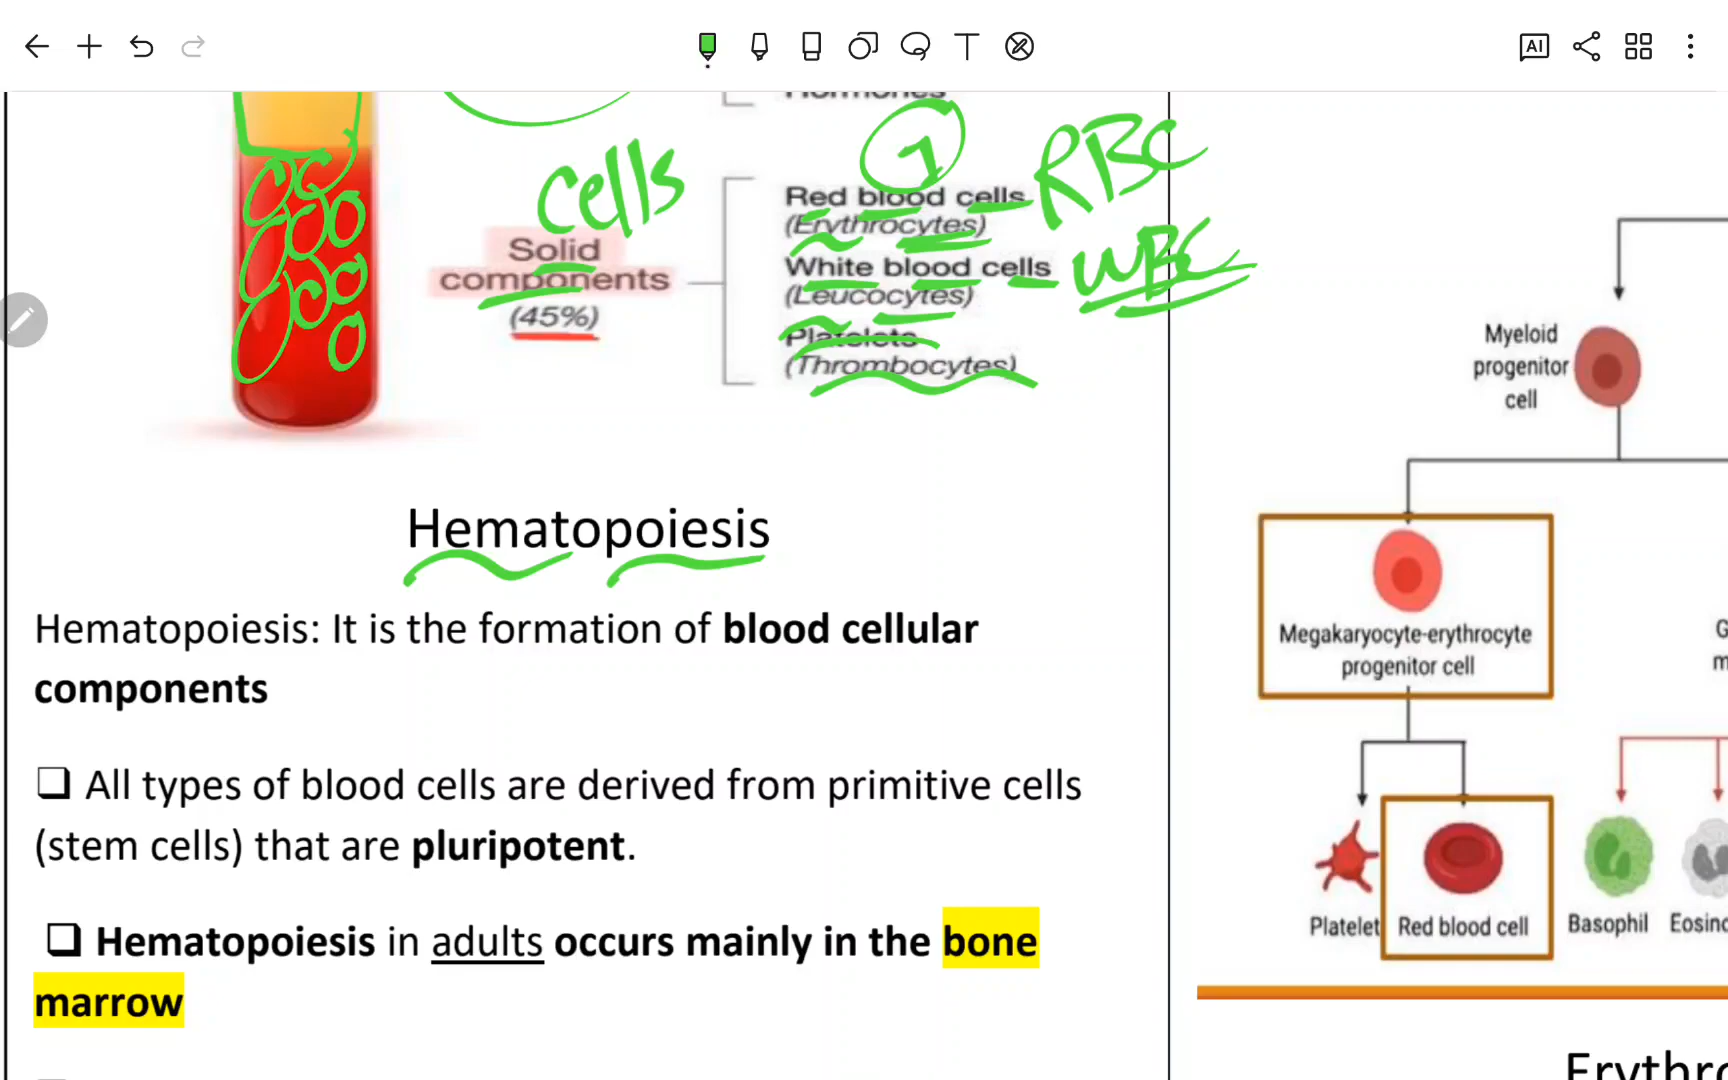 AI
T
Hormones
1
RBC
cells
Red blood cells
(Erythrocytes)
Solid
components
(45%)
White blood cells
WBC
(Leucocytes)
Platelets
(Thrombocytes)
Hematopoiesis
Hematopoiesis: It is the formation of blood cellular
components
❑ All types of blood cells are derived from primitive cells
(stem cells) that are pluripotent.
❑ Hematopoiesis in adults occurs mainly in the bone
marrow
Myeloid
progenitor
cell
Megakaryocyte-erythrocyte
progenitor cell
G
m
Platelet
Red blood cell
Basophil
Eosino
Erythro